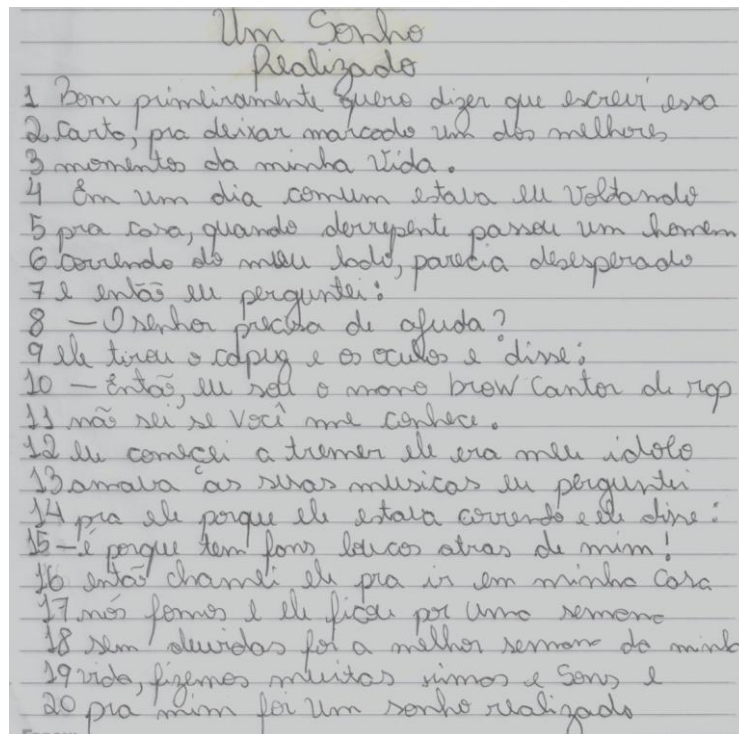 Um Sonho
Realizado
1 Bom primeiramente quero dizer que escrevi essa
2 carta, pra deixar marcado um dos melhores
3 momentos da minha vida.
4 Em um dia comum estava eu Voltando
5 pra casa, quando derrepente passou um homem
6 correndo do meu lado, parecia desesperado
7 e então eu perguntei:
8 — O senhor precisa de ajuda?
9 ele tirou o capuz e os oculos e disse:
10 — Então, eu sou o mano brow Cantor de rap
11 não sei se Você me conhece.
12 eu comecei a tremer ele era meu idolo
13 amava as suas musicas eu perguntei
14 pra ele porque ele estava correndo e ele disse:
15 — é porque tem fans loucos atras de mim!
16 então chamei ele pra ir em minha Casa
17 nós fomos e ele ficou por uma semana
18 sem duvidas foi a melhor semana da minha
19 vida, fizemos muitas rimas e Sons e
20 pra mim foi um sonho realizado